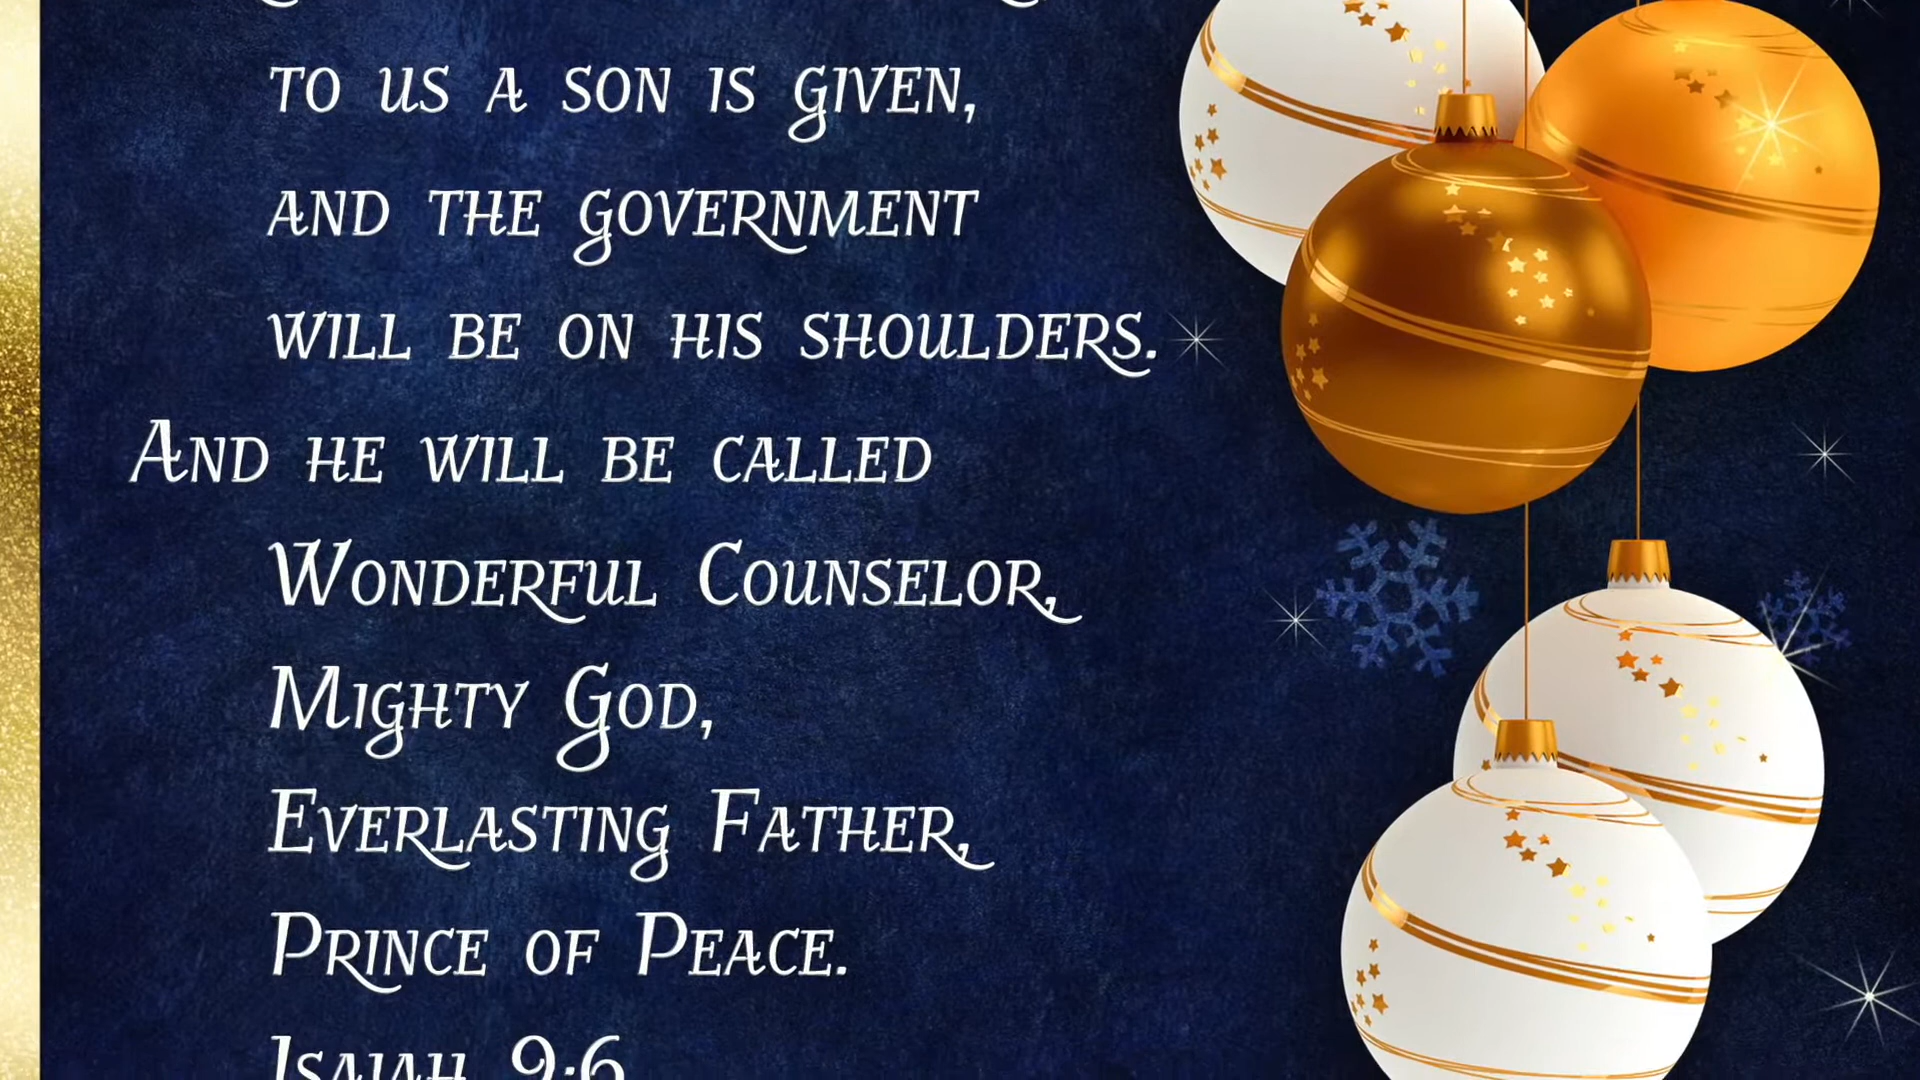 to us a son is given,
and the government
will be on his shoulders.
And he will be called
Wonderful Counselor,
Mighty God,
Everlasting Father,
Prince of Peace.
Isaiah 9:6